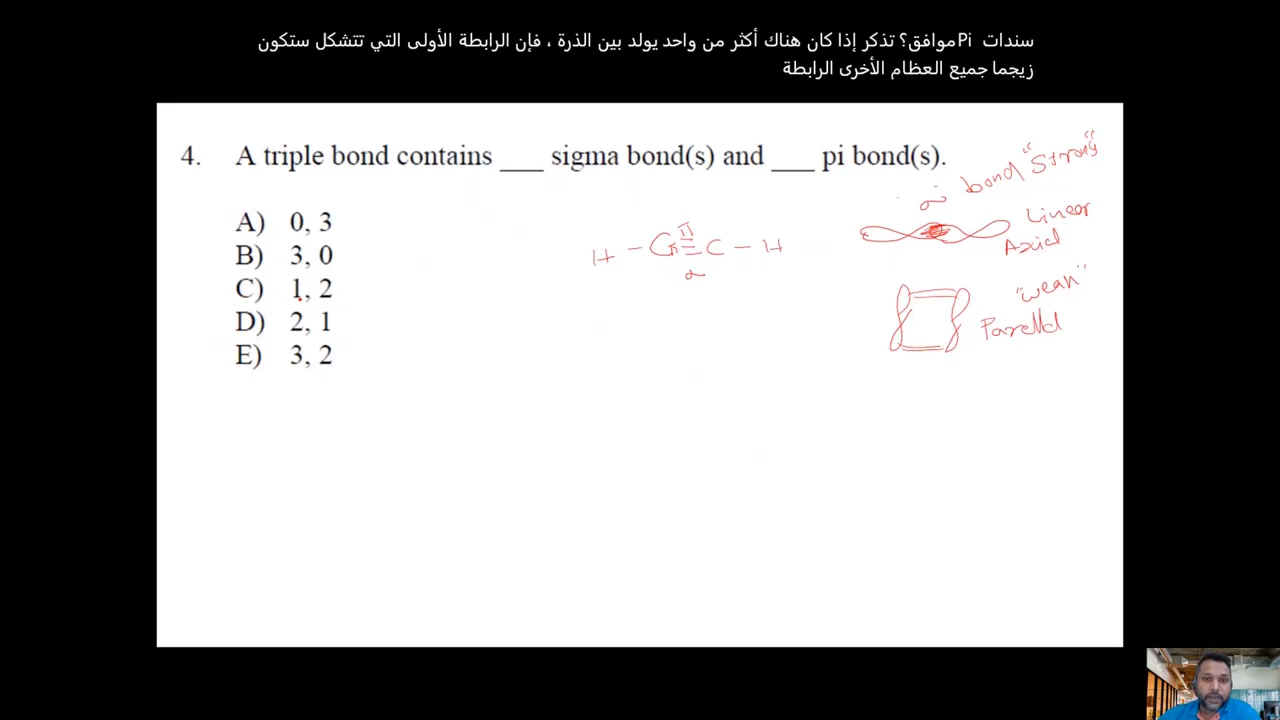 سندات Pi موافق؟ تذكر إذا كان هناك أكثر من واحد يولد بين الذرة ، فإن الرابطة الأولى التي تتشكل ستكون
زيجما جميع العظام الأخرى الرابطة
4. A triple bond contains ___ sigma bond(s) and ___ pi bond(s).
A) 0, 3
B) 3, 0
C) 1, 2
D) 2, 1
E) 3, 2
bond "Strong"
Linear
Axial
H - C ≡ C - H
"weak"